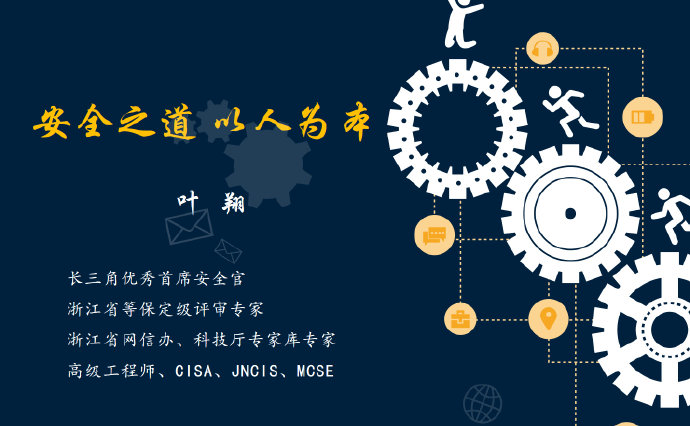 安全之道 以人为本
叶 翔
长三角优秀首席安全官
浙江省等保定级评审专家
浙江省网信办、科技厅专家库专家
高级工程师、CISA、JNCIS、MCSE